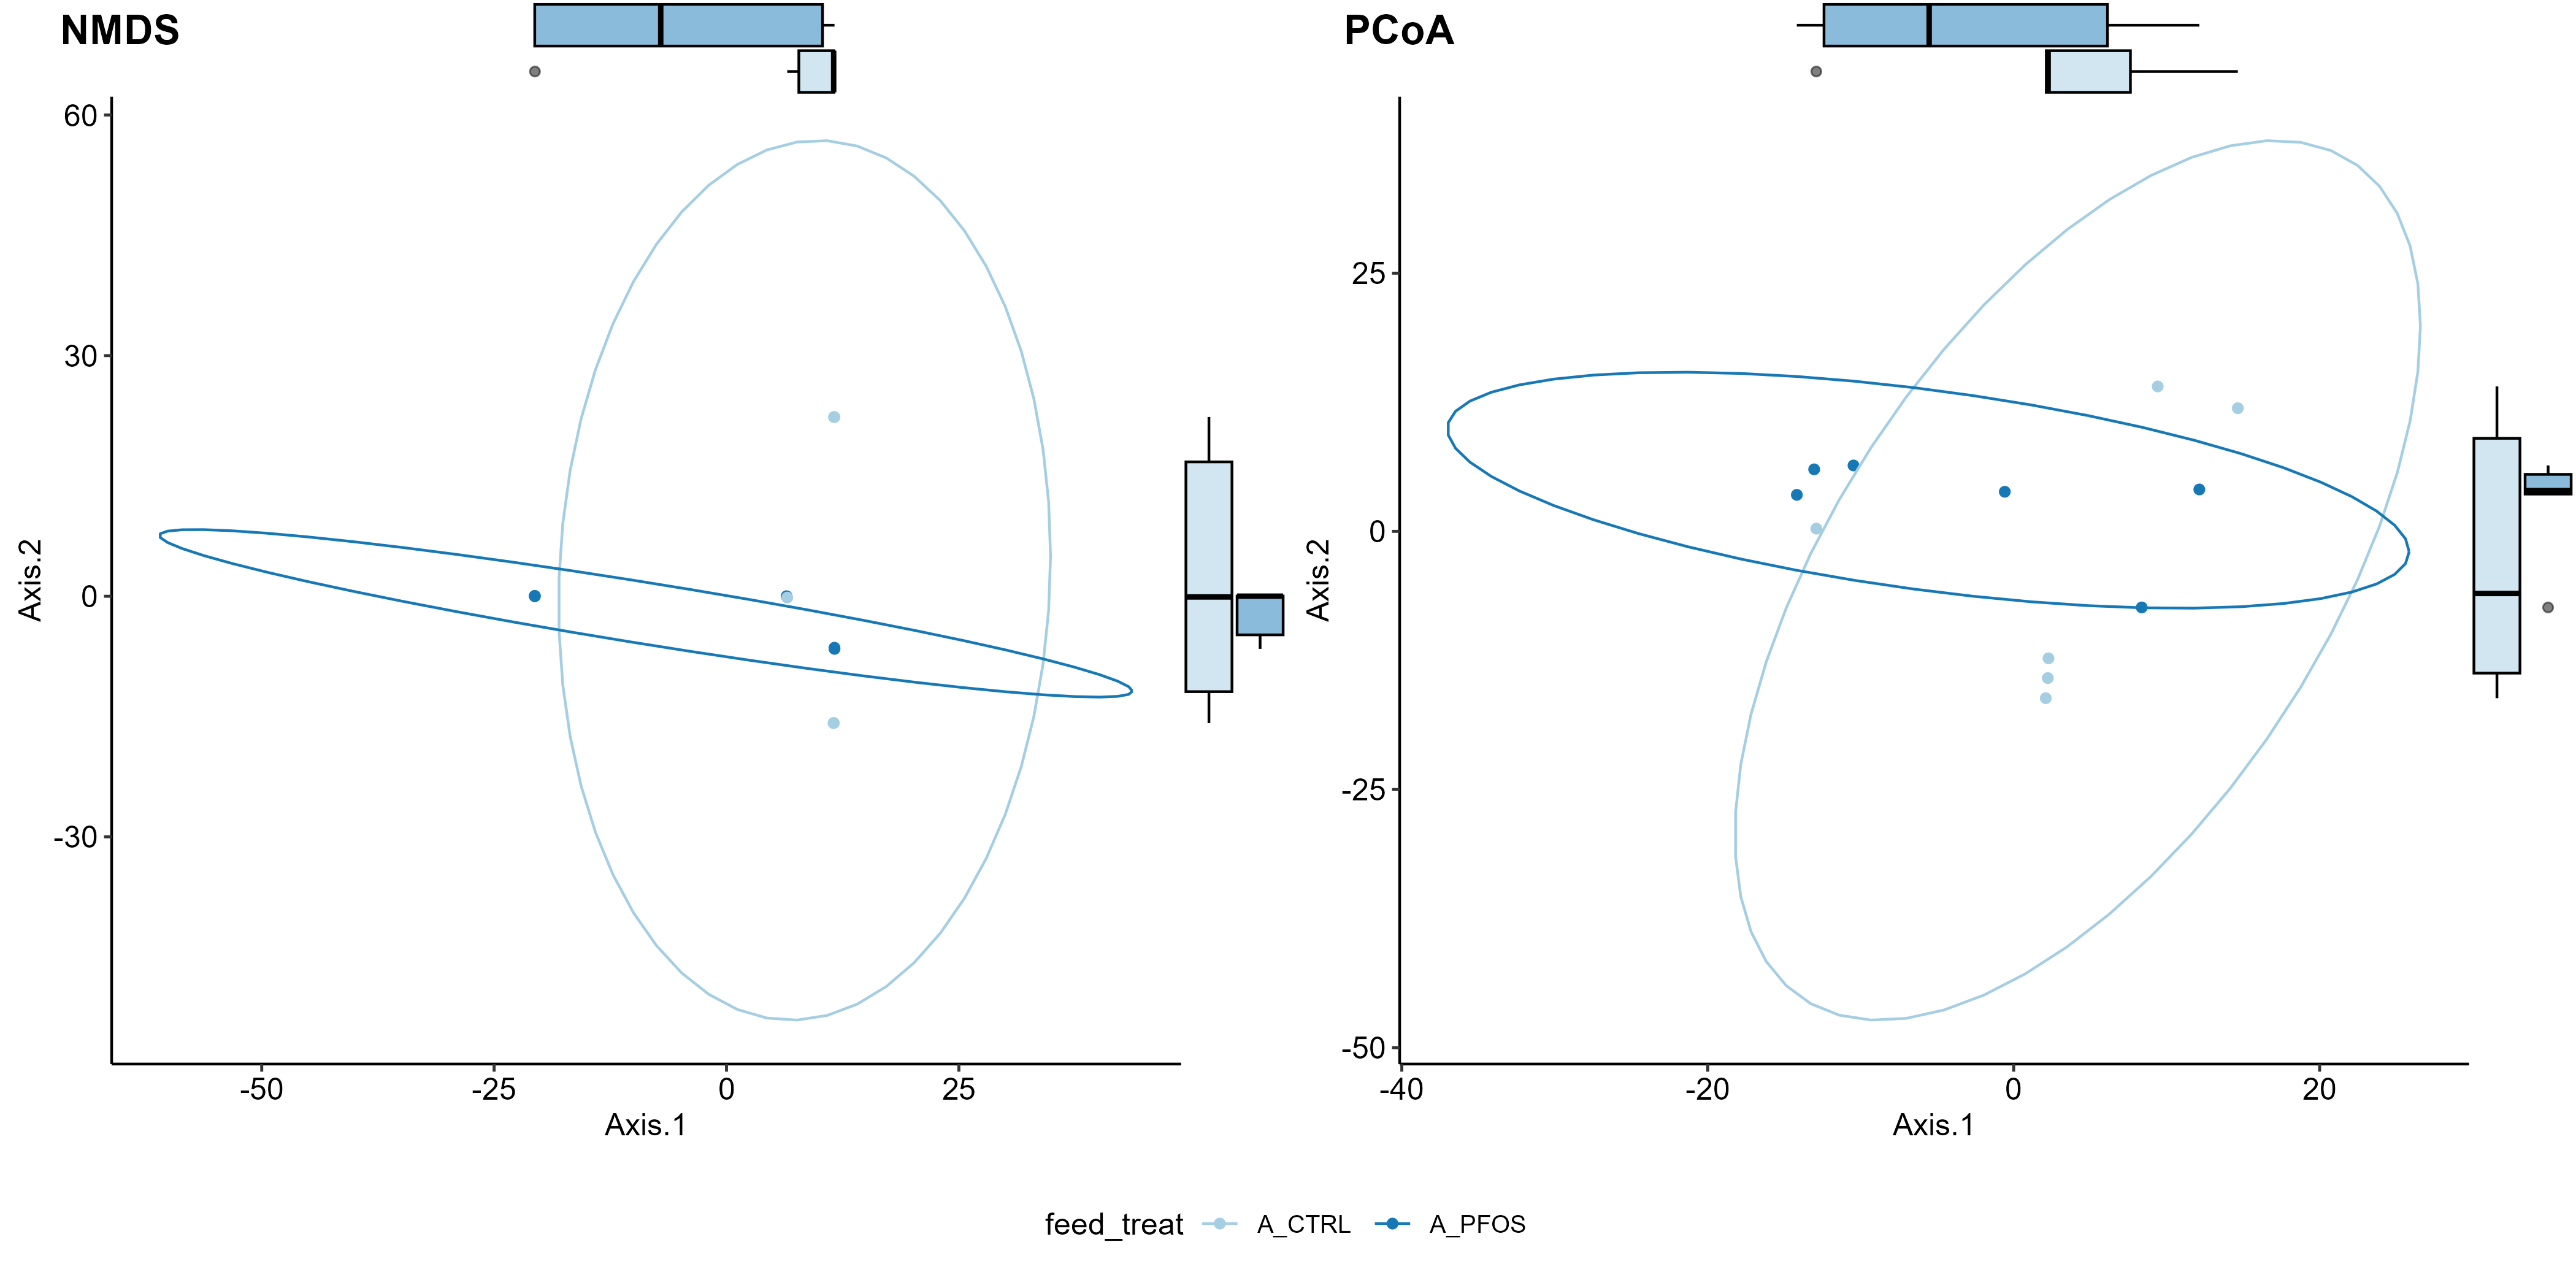 NMDS
60
30
0
-30
Axis.2
-50 -25 0 25
Axis.1
PCoA
25
0
-25
-50
Axis.2
-40 -20 0 20
Axis.1
feed_treat A_CTRL A_PFOS